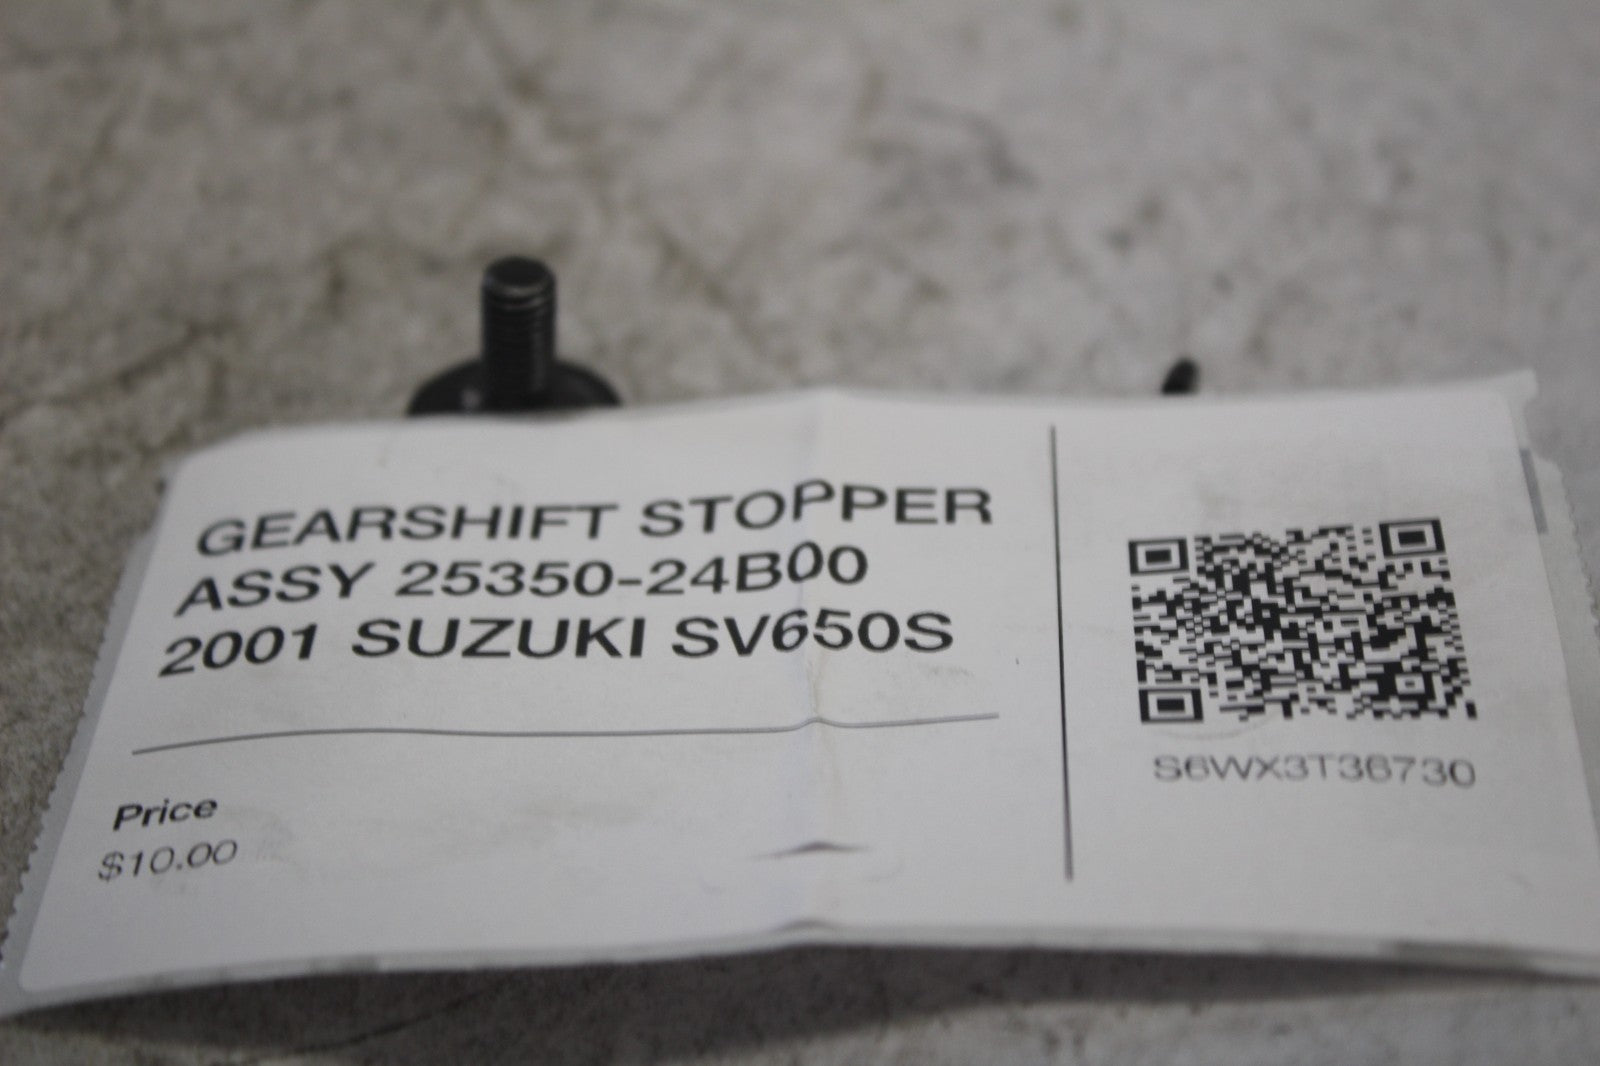 GEARSHIFT STOPPER
ASSY 25350-24B00
2001 SUZUKI SV650S
Price
$10.00
S6WX3T36730